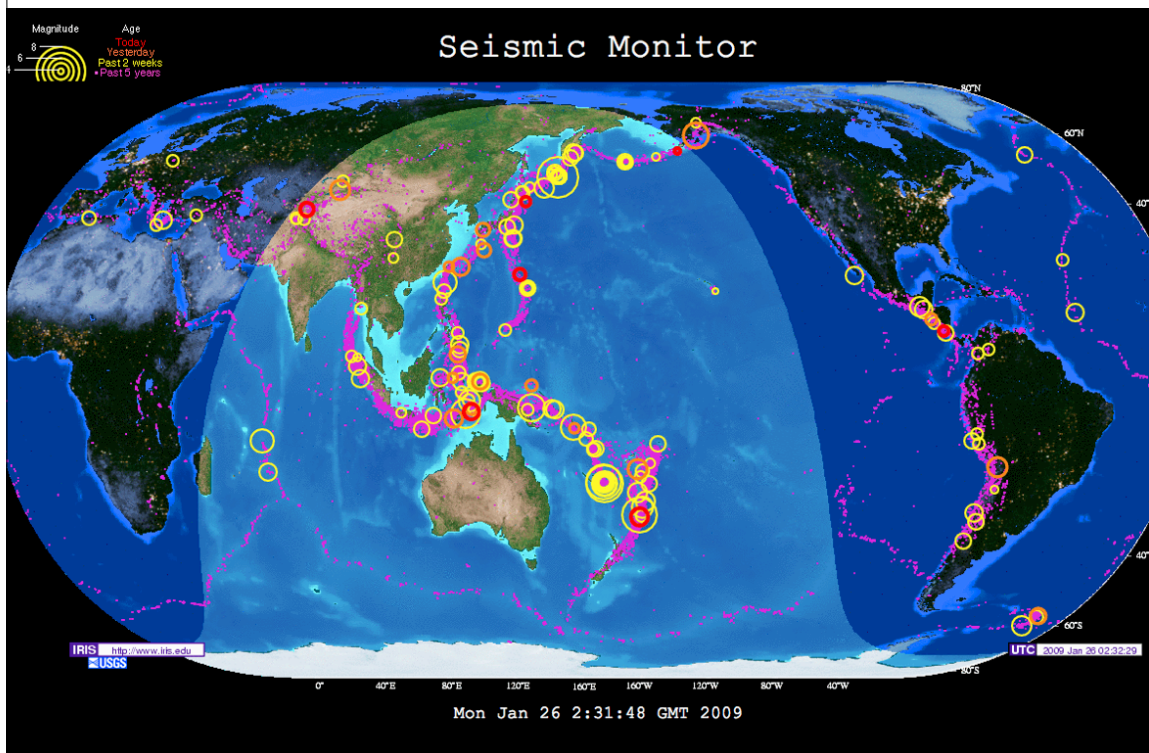 Seismic Monitor
Magnitude
8
6
4
Age
Today
Yesterday
Past 2 weeks
•Past 5 years
80°N
60°N
40°
40°
60°S
80°S
IRIS http://www.iris.edu
USGS
UTC 2009 Jan 26 02:32:29
0° 40°E 80°E 120°E 160°E 160°W 120°W 80°W 40°W
Mon Jan 26 2:31:48 GMT 2009